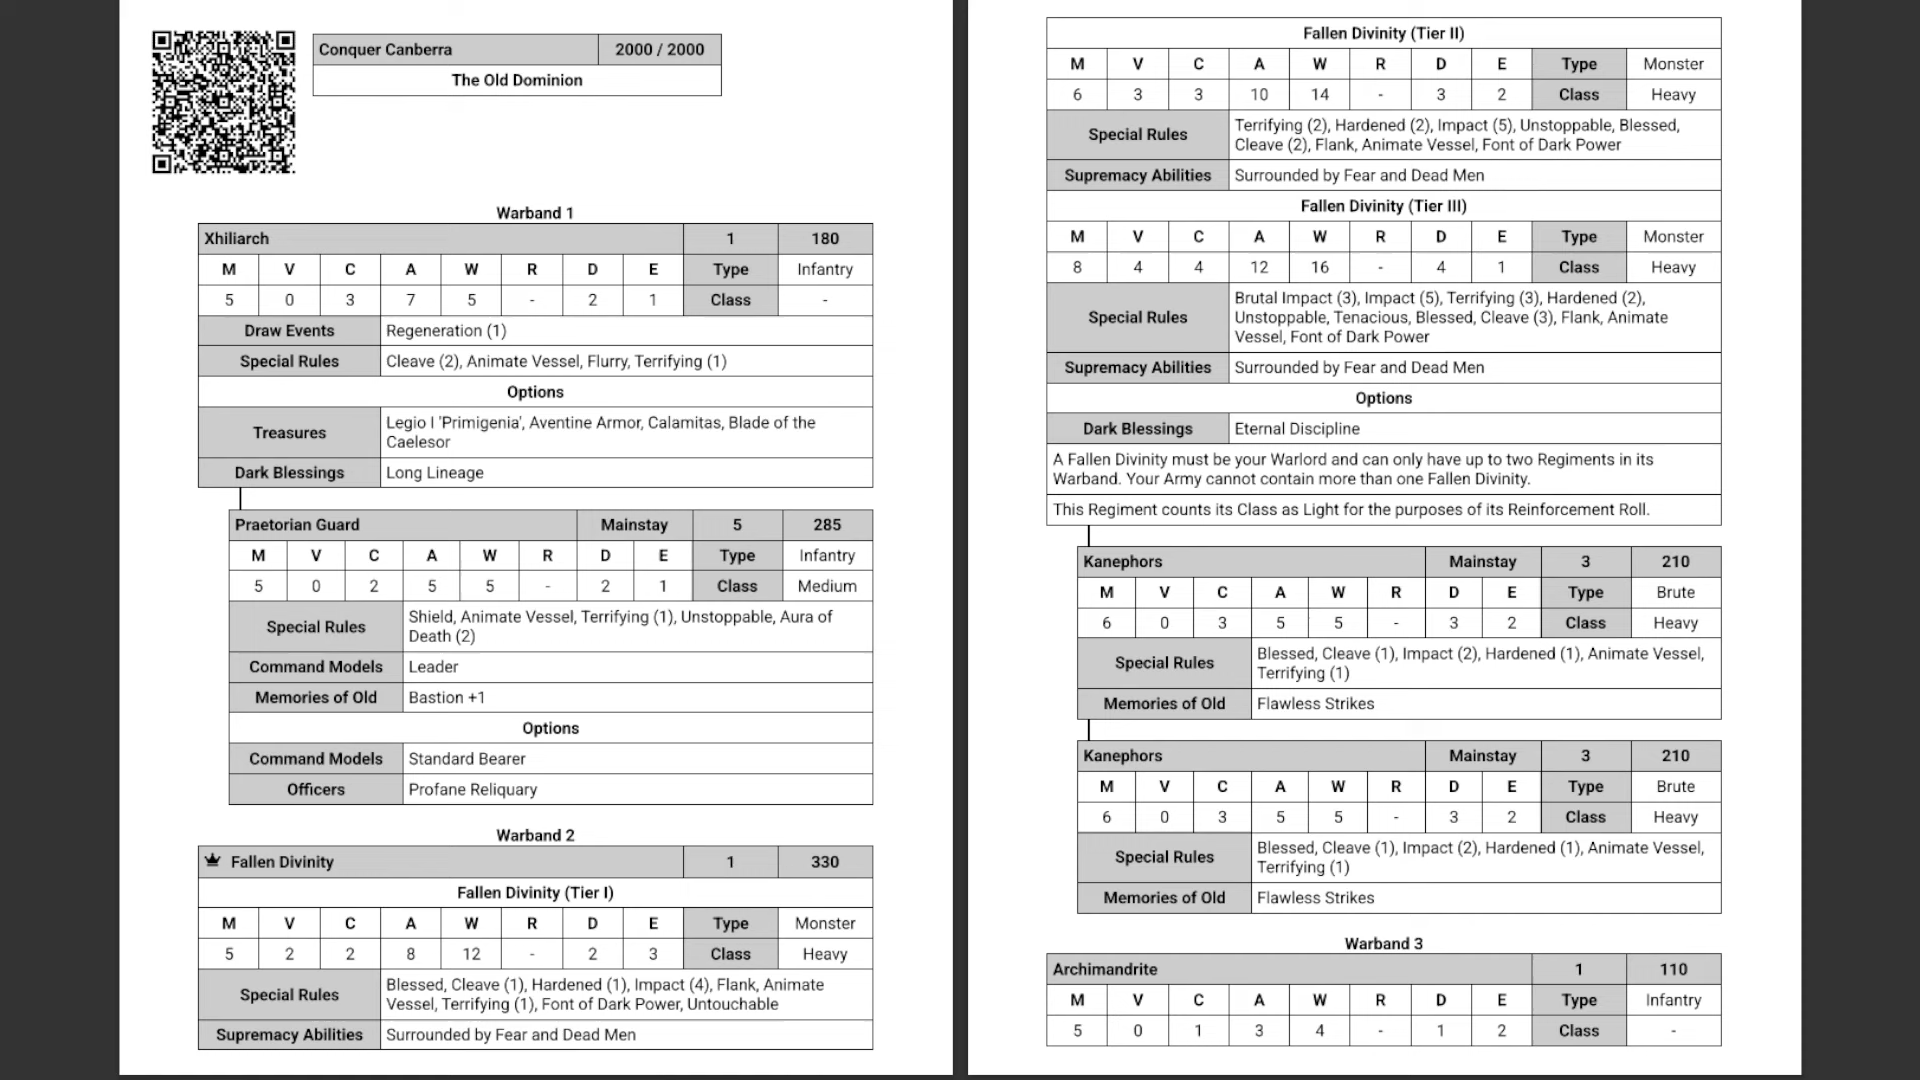 Conquer Canberra 2000 / 2000
The Old Dominion
Warband 1
Xhiliarch 1 180
M V C A W R D E Type Infantry
5 0 3 7 5 - 2 1 Class -
Draw Events Regeneration (1)
Special Rules Cleave (2), Animate Vessel, Flurry, Terrifying (1)
Options
Treasures Legio I 'Primigenia', Aventine Armor, Calamitas, Blade of the
Caelesor
Dark Blessings Long Lineage
Praetorian Guard Mainstay 5 285
M V C A W R D E Type Infantry
5 0 2 5 5 - 2 1 Class Medium
Special Rules Shield, Animate Vessel, Terrifying (1), Unstoppable, Aura of
Death (2)
Command Models Leader
Memories of Old Bastion +1
Options
Command Models Standard Bearer
Officers Profane Reliquary
Warband 2
Fallen Divinity 1 330
Fallen Divinity (Tier I)
M V C A W R D E Type Monster
5 2 2 8 12 - 2 3 Class Heavy
Special Rules Blessed, Cleave (1), Hardened (1), Impact (4), Flank, Animate
Vessel, Terrifying (1), Font of Dark Power, Untouchable
Supremacy Abilities Surrounded by Fear and Dead Men
Fallen Divinity (Tier II)
M V C A W R D E Type Monster
6 3 3 10 14 - 3 2 Class Heavy
Special Rules Terrifying (2), Hardened (2), Impact (5), Unstoppable, Blessed,
Cleave (2), Flank, Animate Vessel, Font of Dark Power
Supremacy Abilities Surrounded by Fear and Dead Men
Fallen Divinity (Tier III)
M V C A W R D E Type Monster
8 4 4 12 16 - 4 1 Class Heavy
Special Rules Brutal Impact (3), Impact (5), Terrifying (3), Hardened (2),
Unstoppable, Tenacious, Blessed, Cleave (3), Flank, Animate
Vessel, Font of Dark Power
Supremacy Abilities Surrounded by Fear and Dead Men
Options
Dark Blessings Eternal Discipline
A Fallen Divinity must be your Warlord and can only have up to two Regiments in its
Warband. Your Army cannot contain more than one Fallen Divinity.
This Regiment counts its Class as Light for the purposes of its Reinforcement Roll.
Kanephors Mainstay 3 210
M V C A W R D E Type Brute
6 0 3 5 5 - 3 2 Class Heavy
Special Rules Blessed, Cleave (1), Impact (2), Hardened (1), Animate Vessel,
Terrifying (1)
Memories of Old Flawless Strikes
Kanephors Mainstay 3 210
M V C A W R D E Type Brute
6 0 3 5 5 - 3 2 Class Heavy
Special Rules Blessed, Cleave (1), Impact (2), Hardened (1), Animate Vessel,
Terrifying (1)
Memories of Old Flawless Strikes
Warband 3
Archimandrite 1 110
M V C A W R D E Type Infantry
5 0 1 3 4 - 1 2 Class -